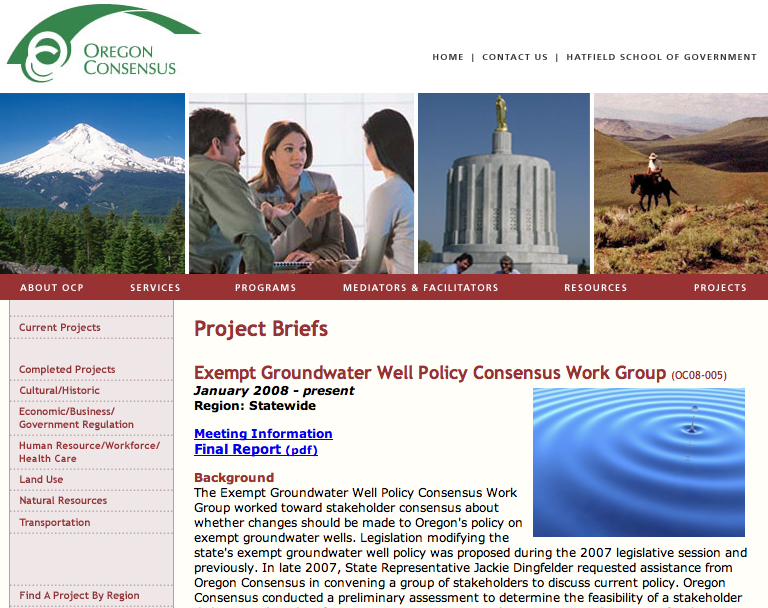 OREGON
CONSENSUS
HOME | CONTACT US | HATFIELD SCHOOL OF GOVERNMENT
ABOUT OCP SERVICES PROGRAMS MEDIATORS & FACILITATORS RESOURCES PROJECTS
Current Projects
Completed Projects
Cultural/Historic
Economic/Business/
Government Regulation
Human Resource/Workforce/
Health Care
Land Use
Natural Resources
Transportation
Find A Project By Region
Project Briefs
Exempt Groundwater Well Policy Consensus Work Group (OC08-005)
January 2008 - present
Region: Statewide
Meeting Information
Final Report (pdf)
Background
The Exempt Groundwater Well Policy Consensus Work
Group worked toward stakeholder consensus about
whether changes should be made to Oregon's policy on
exempt groundwater wells. Legislation modifying the
state's exempt groundwater well policy was proposed during the 2007 legislative session and
previously. In late 2007, State Representative Jackie Dingfelder requested assistance from
Oregon Consensus in convening a group of stakeholders to discuss current policy. Oregon
Consensus conducted a preliminary assessment to determine the feasibility of a stakeholder